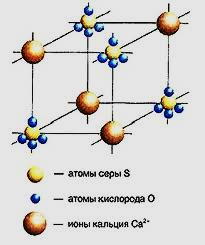 — атомы серы S
— атомы кислорода O
— ионы кальция Ca²⁺